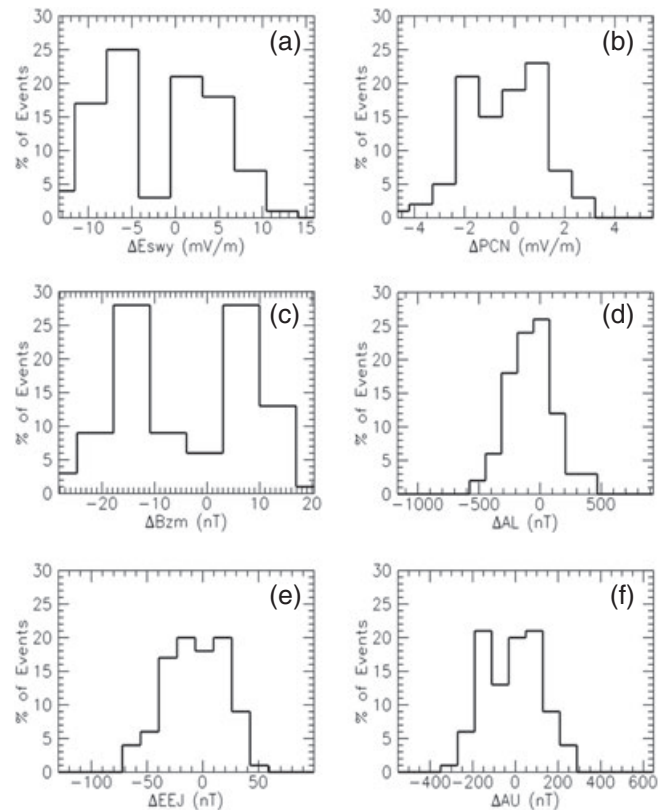 (a)
% of Events
30
25
20
15
10
5
0
-10 -5 0 5 10 15
ΔEswy (mV/m)
(b)
% of Events
30
25
20
15
10
5
0
-4 -2 0 2 4
ΔPCN (mV/m)
(c)
% of Events
30
25
20
15
10
5
0
-20 -10 0 10 20
ΔBzm (nT)
(d)
% of Events
30
25
20
15
10
5
0
-1000 -500 0 500
ΔAL (nT)
(e)
% of Events
30
25
20
15
10
5
0
-100 -50 0 50
ΔEEJ (nT)
(f)
% of Events
30
25
20
15
10
5
0
-400 -200 0 200 400 600
ΔAU (nT)